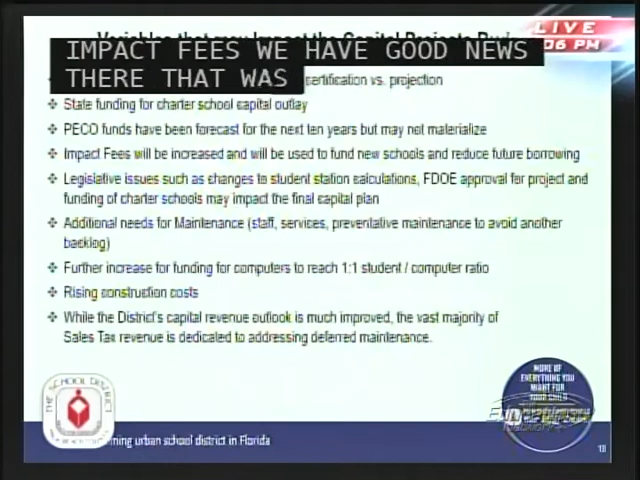 LIVE
:06 PM
IMPACT FEES WE HAVE GOOD NEWS
THERE THAT WAS
certification vs. projection
❖ State funding for charter school capital outlay
❖ PECO funds have been forecast for the next ten years but may not materialize
❖ Impact Fees will be increased and will be used to fund new schools and reduce future borrowing
❖ Legislative issues such as changes to student station calculations, FDOE approval for project and
funding of charter schools may impact the final capital plan
❖ Additional needs for Maintenance (staff, services, preventative maintenance to avoid another
backlog)
❖ Further increase for funding for computers to reach 1:1 student / computer ratio
❖ Rising construction costs
❖ While the District's capital revenue outlook is much improved, the vast majority of
Sales Tax revenue is dedicated to addressing deferred maintenance.
THE SCHOOL DISTRICT
urban school district in Florida
MORE OF
EVERYTHING YOU
WANT FOR
YOUR CHILD